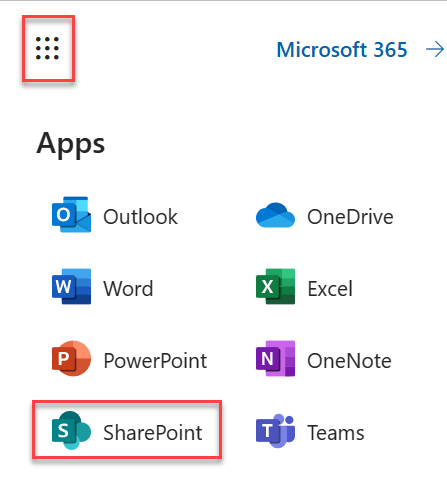 Microsoft 365 →
Apps
O Outlook OneDrive
W Word X Excel
P PowerPoint N OneNote
S SharePoint T Teams